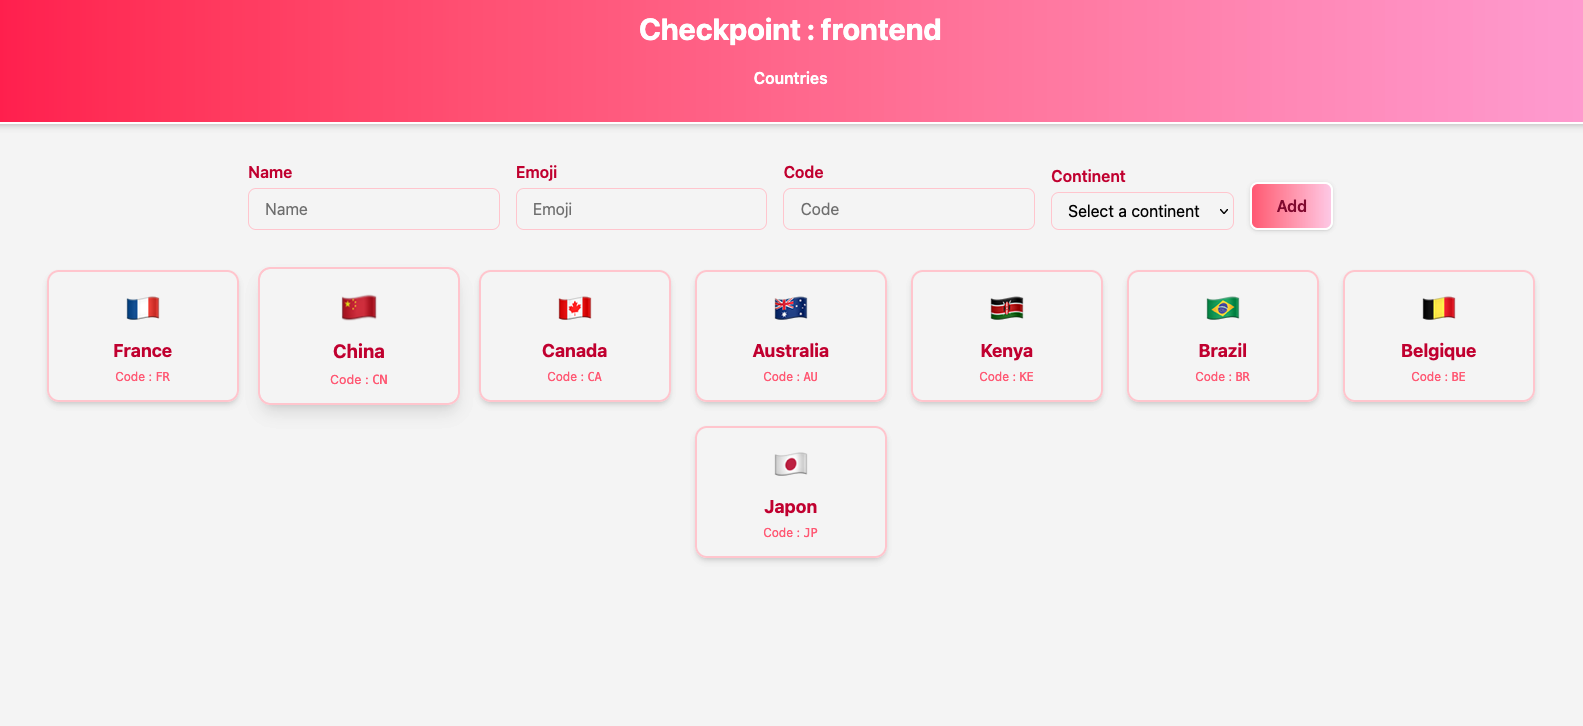 Checkpoint : frontend
Countries
Name
Emoji
Code
Continent
Name
Emoji
Code
Select a continent
Add
France
Code : FR
China
Code : CN
Canada
Code : CA
Australia
Code : AU
Kenya
Code : KE
Brazil
Code : BR
Belgique
Code : BE
Japon
Code : JP